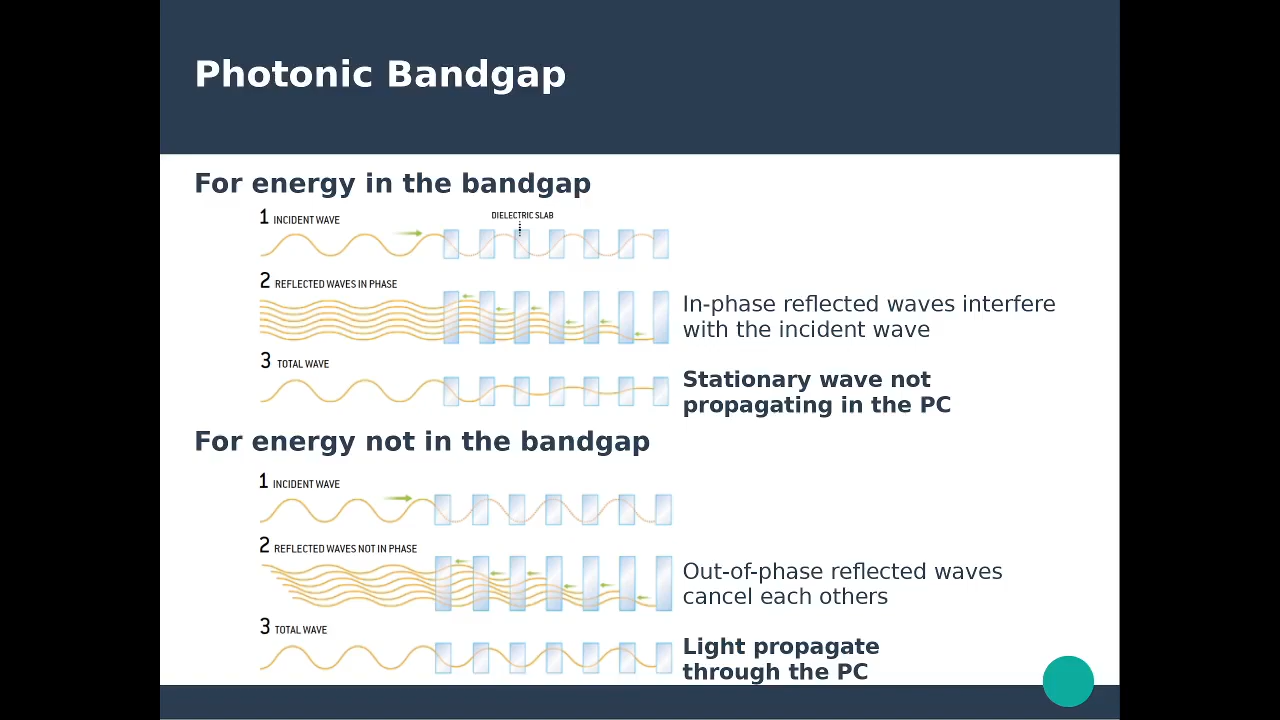 Photonic Bandgap
For energy in the bandgap
1 INCIDENT WAVE
DIELECTRIC SLAB
2 REFLECTED WAVES IN PHASE
In-phase reflected waves interfere
with the incident wave
3 TOTAL WAVE
Stationary wave not
propagating in the PC
For energy not in the bandgap
1 INCIDENT WAVE
2 REFLECTED WAVES NOT IN PHASE
Out-of-phase reflected waves
cancel each others
3 TOTAL WAVE
Light propagate
through the PC